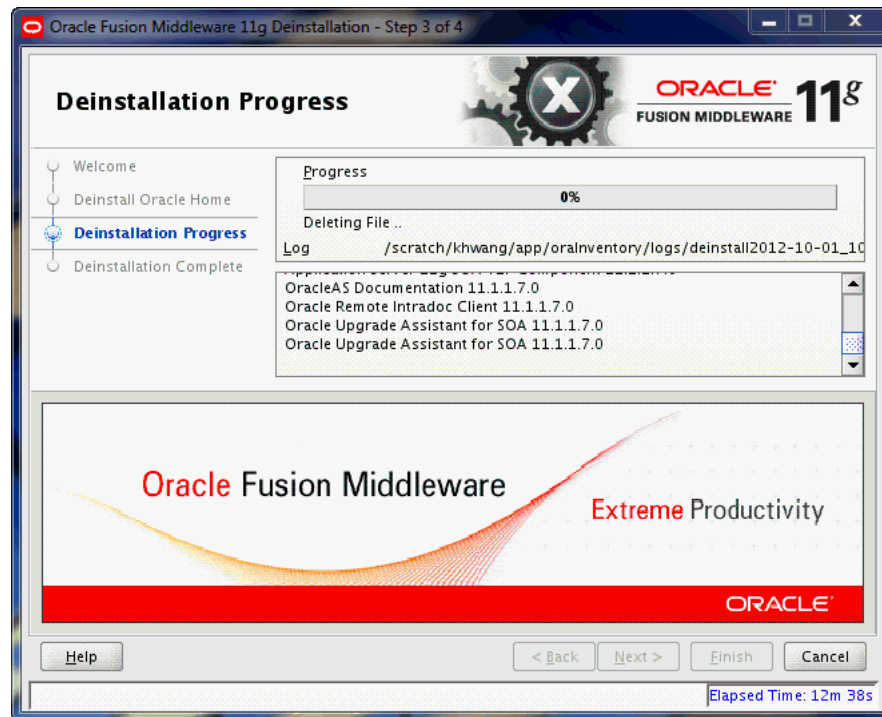 Oracle Fusion Middleware 11g Deinstallation - Step 3 of 4
Deinstallation Progress
ORACLE
FUSION MIDDLEWARE 11g
Welcome
Deinstall Oracle Home
Deinstallation Progress
Deinstallation Complete
Progress
0%
Deleting File ..
Log /scratch/khwang/app/oraInventory/logs/deinstall2012-10-01_10
OracleAS Documentation 11.1.1.7.0
Oracle Remote Intradoc Client 11.1.1.7.0
Oracle Upgrade Assistant for SOA 11.1.1.7.0
Oracle Upgrade Assistant for SOA 11.1.1.7.0
Oracle Fusion Middleware
Extreme Productivity
ORACLE
Help
< Back
Next >
Finish
Cancel
Elapsed Time: 12m 38s